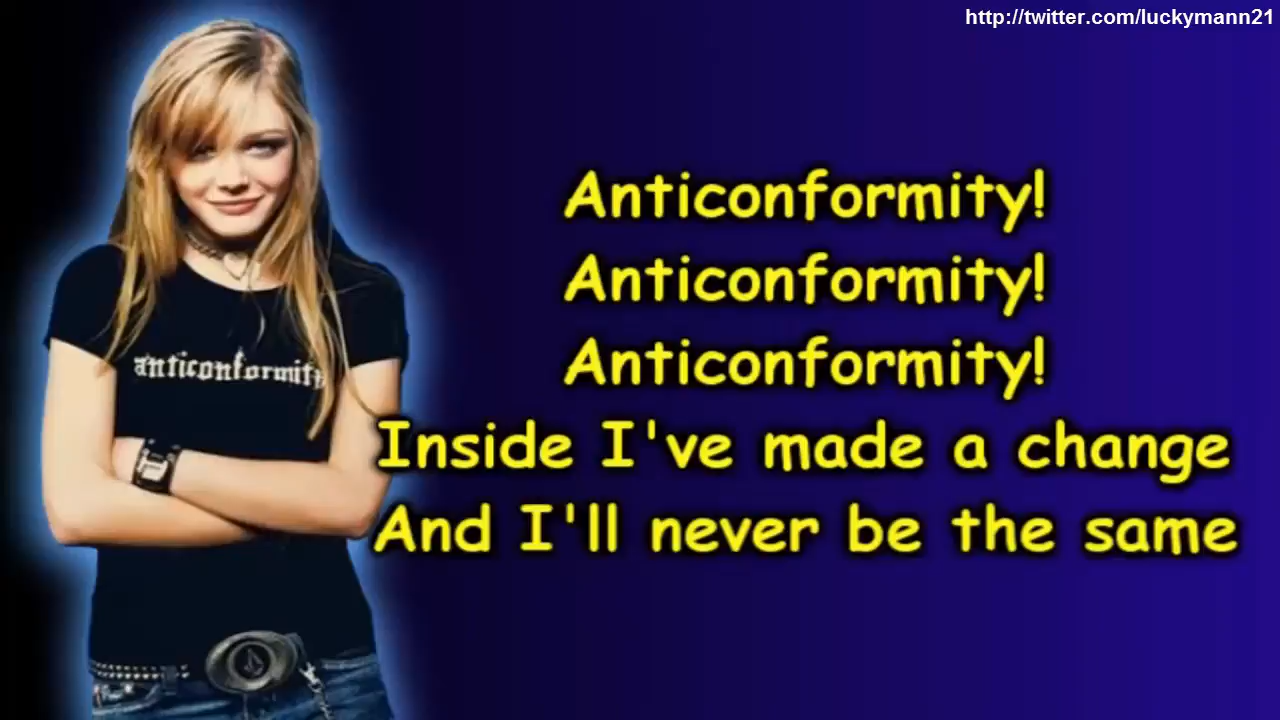 http://twitter.com/luckymann21
Anticonformity!
Anticonformity!
Anticonformity!
anticonformity
Inside I've made a change
And I'll never be the same